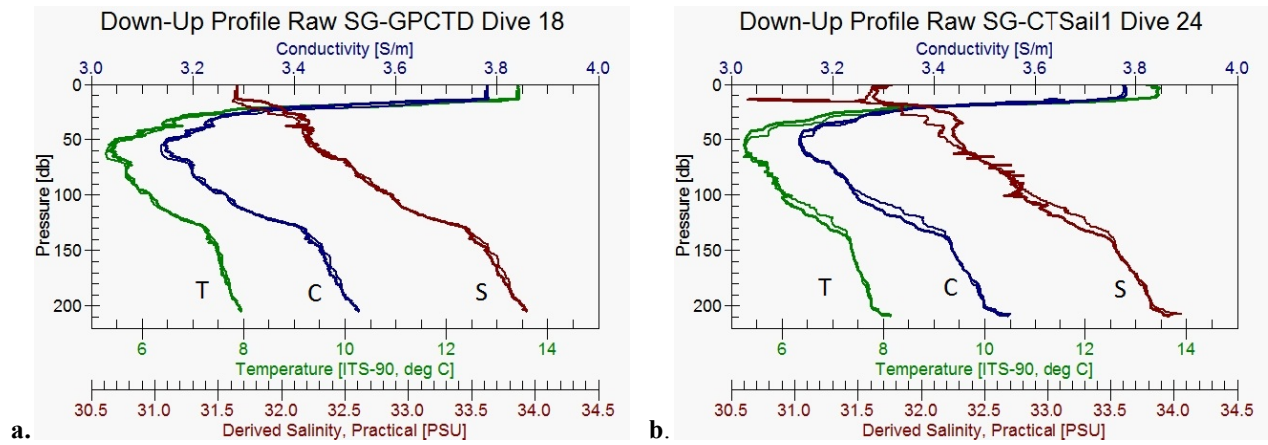 Down-Up Profile Raw SG-GPCTD Dive 18
Conductivity [S/m]
3.0 3.2 3.4 3.6 3.8 4.0
0
50
100
150
200
Pressure [db]
T C S
6 8 10 12 14
Temperature [ITS-90, deg C]
30.5 31.0 31.5 32.0 32.5 33.0 33.5 34.0 34.5
Derived Salinity, Practical [PSU]
a.
Down-Up Profile Raw SG-CTSail1 Dive 24
Conductivity [S/m]
3.0 3.2 3.4 3.6 3.8 4.0
0
50
100
150
200
Pressure [db]
T C S
6 8 10 12 14
Temperature [ITS-90, deg C]
30.5 31.0 31.5 32.0 32.5 33.0 33.5 34.0 34.5
Derived Salinity, Practical [PSU]
b.